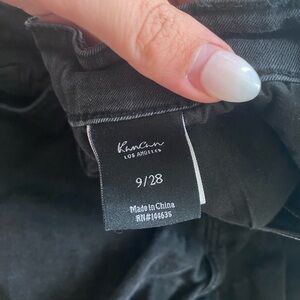 KanCan
LOS ANGELES
9/28
Made in China
RN#144635